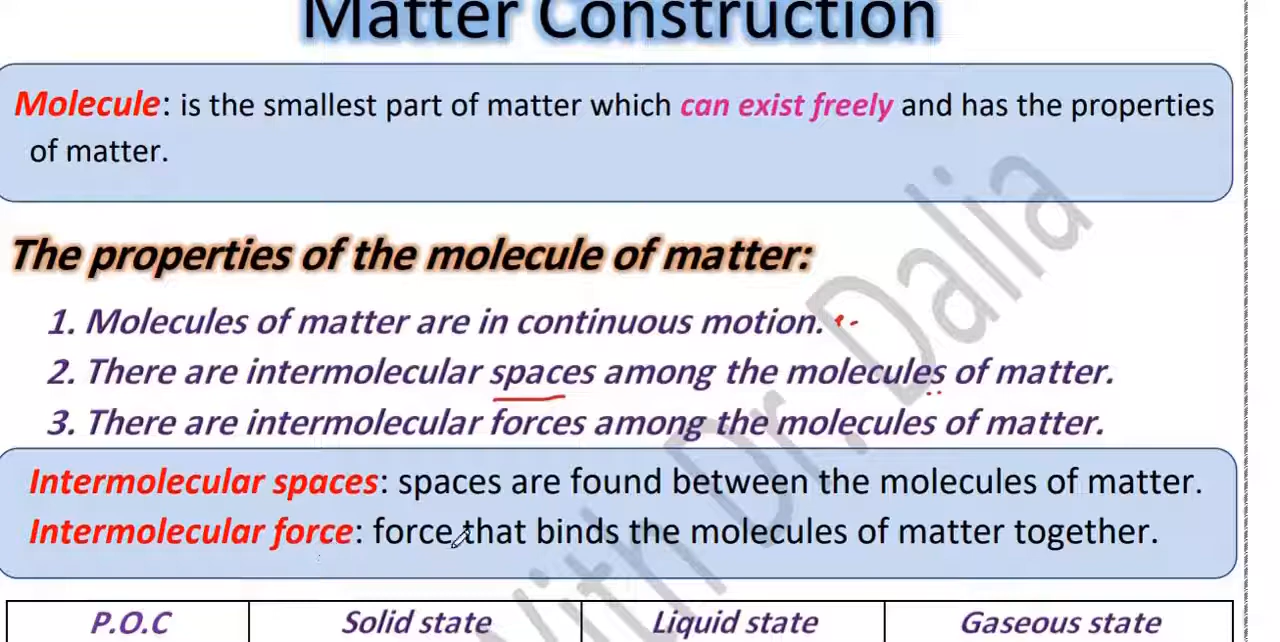 Matter Construction
Molecule: is the smallest part of matter which can exist freely and has the properties
of matter.
The properties of the molecule of matter:
1. Molecules of matter are in continuous motion.
2. There are intermolecular spaces among the molecules of matter.
3. There are intermolecular forces among the molecules of matter.
Intermolecular spaces: spaces are found between the molecules of matter.
Intermolecular force: force that binds the molecules of matter together.
P.O.C Solid state Liquid state Gaseous state
With Dr. Dalia